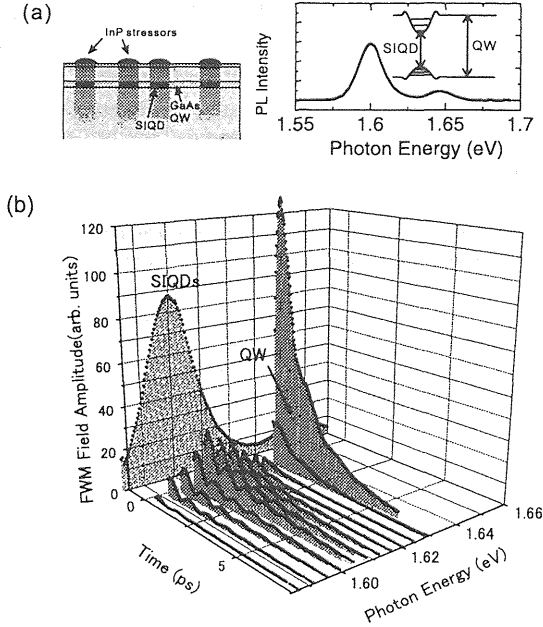 (a)
InP stressors
SIQD
GaAs
QW
PL Intensity
SIQD
QW
1.55
1.6
1.65
1.7
Photon Energy (eV)
(b)
FWM Field Amplitude(arb. units)
120
100
80
60
40
20
0
SIQDs
QW
0
5
Time (ps)
1.60
1.62
1.64
1.66
Photon Energy (eV)